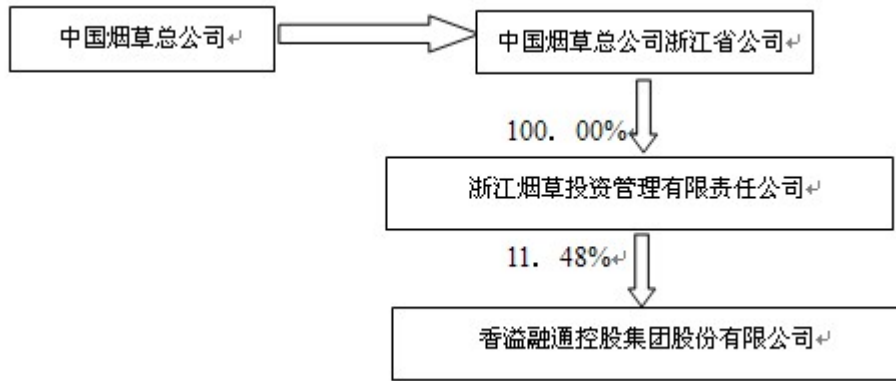 中国烟草总公司↵
中国烟草总公司浙江省公司↵
100. 00%↵
浙江烟草投资管理有限责任公司↵
11. 48%↵
香溢融通控股集团股份有限公司↵